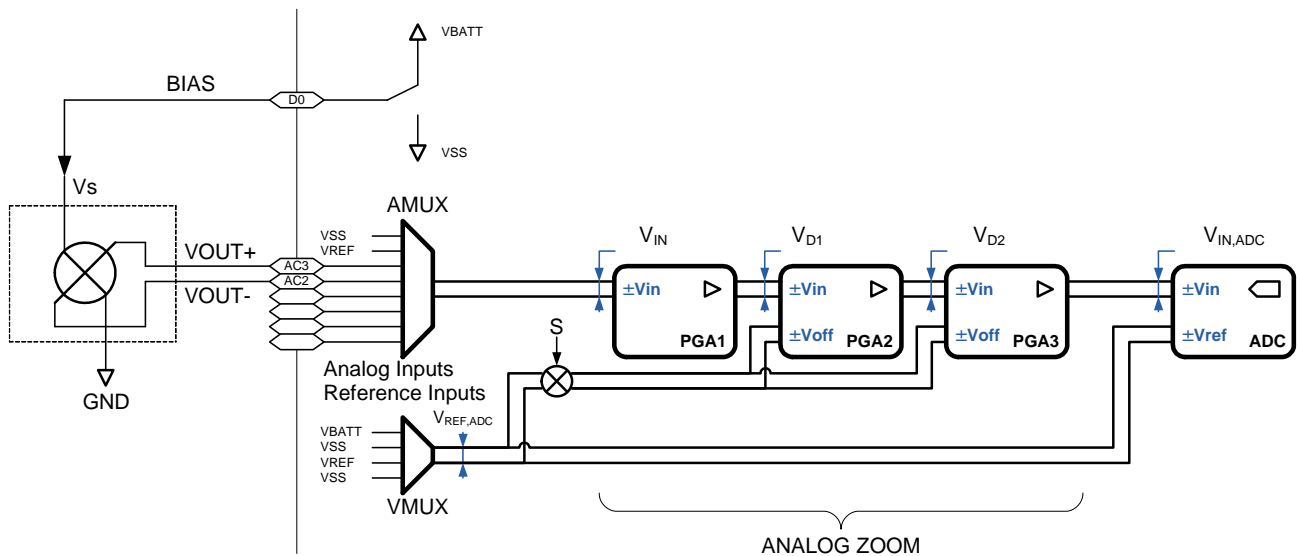 VBATT
BIAS
D0
VSS
Vs
AMUX
VOUT+
VSS
VREF
AC3
AC2
VOUT-
GND
Analog Inputs
Reference Inputs
VBATT
VSS
VREF
VSS
VMUX
VREF,ADC
S
VIN
±Vin
PGA1
VD1
±Vin
±Voff
PGA2
VD2
±Vin
±Voff
PGA3
VIN,ADC
±Vin
±Vref
ADC
ANALOG ZOOM